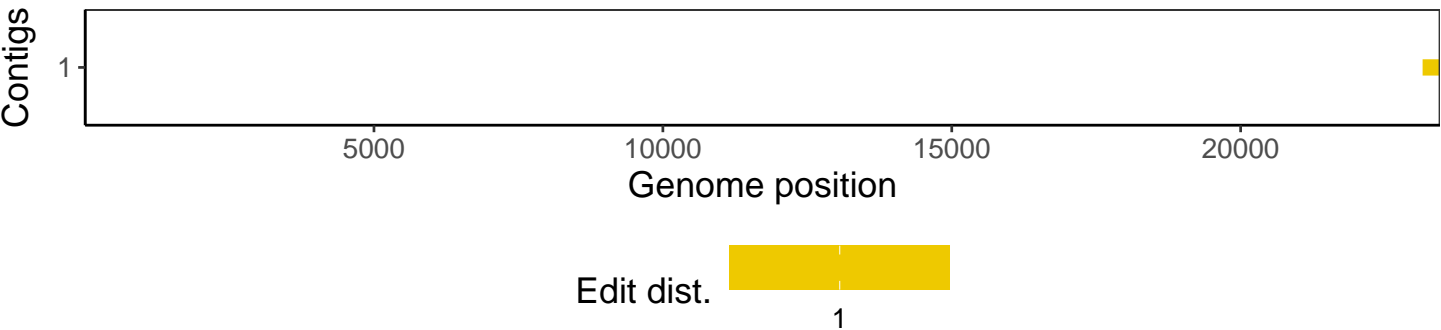 Contigs
1
5000 10000 15000 20000
Genome position
Edit dist.
1